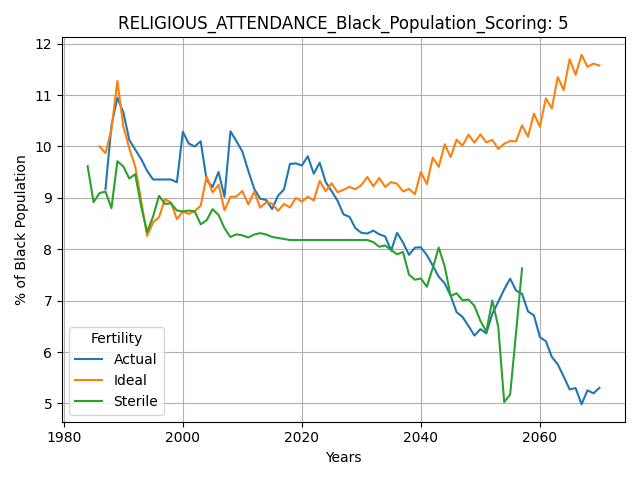 RELIGIOUS_ATTENDANCE_Black_Population_Scoring: 5
12
11
10
9
8
7
6
5
% of Black Population
Fertility
Actual
Ideal
Sterile
1980 2000 2020 2040 2060
Years